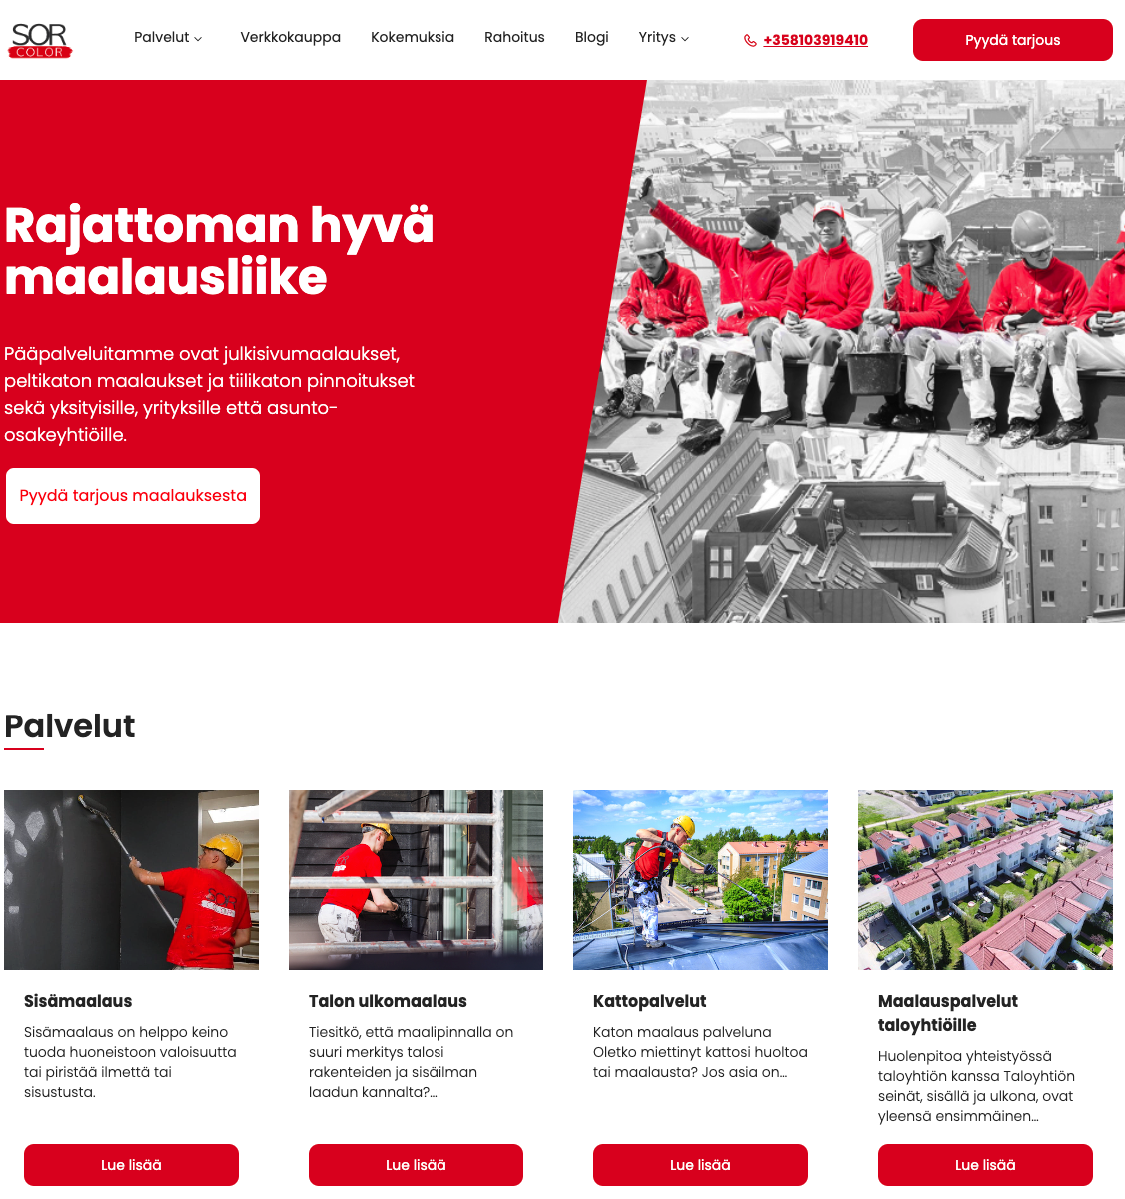 SOR
COLOR
Palvelut
Verkkokauppa
Kokemuksia
Rahoitus
Blogi
Yritys
+358103919410
Pyydä tarjous
Rajattoman hyvä
maalausliike
Pääpalveluitamme ovat julkisivumaalaukset,
peltikaton maalaukset ja tiilikaton pinnoitukset
sekä yksityisille, yrityksille että asunto-
osakeyhtiöille.
Pyydä tarjous maalauksesta
Palvelut
SOR
COLOR
Sisämaalaus
Sisämaalaus on helppo keino
tuoda huoneistoon valoisuutta
tai piristää ilmettä tai
sisustusta.
Lue lisää
Talon ulkomaalaus
Tiesitkö, että maalipinnalla on
suuri merkitys talosi
rakenteiden ja sisäilman
laadun kannalta?...
Lue lisää
Kattopalvelut
Katon maalaus palveluna
Oletko miettinyt kattosi huoltoa
tai maalausta? Jos asia on...
Lue lisää
Maalauspalvelut
taloyhtiöille
Huolenpitoa yhteistyössä
taloyhtiön kanssa Taloyhtiön
seinät, sisällä ja ulkona, ovat
yleensä ensimmäinen...
Lue lisää